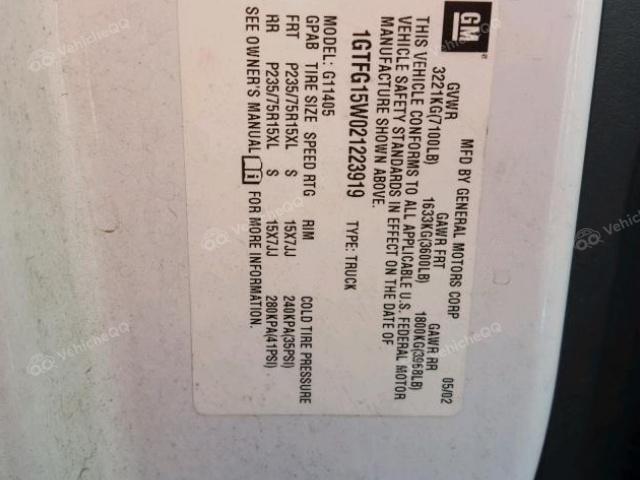 GM
MFD BY GENERAL MOTORS CORP 05/02
GVWR GAWR FRT GAWR RR
3221KG(7100LB) 1633KG(3600LB) 1800KG(3968LB)
THIS VEHICLE CONFORMS TO ALL APPLICABLE U.S. FEDERAL MOTOR
VEHICLE SAFETY STANDARDS IN EFFECT ON THE DATE OF
MANUFACTURE SHOWN ABOVE.
1GTFG15W021223919 TYPE: TRUCK
MODEL: G11405
GPAB TIRE SIZE SPEED RTG RIM COLD TIRE PRESSURE
FRT P235/75R15XL S 15X7JJ 240KPA(35PSI)
RR P235/75R15XL S 15X7JJ 280KPA(41PSI)
SEE OWNER'S MANUAL FOR MORE INFORMATION.
VehicleQQ